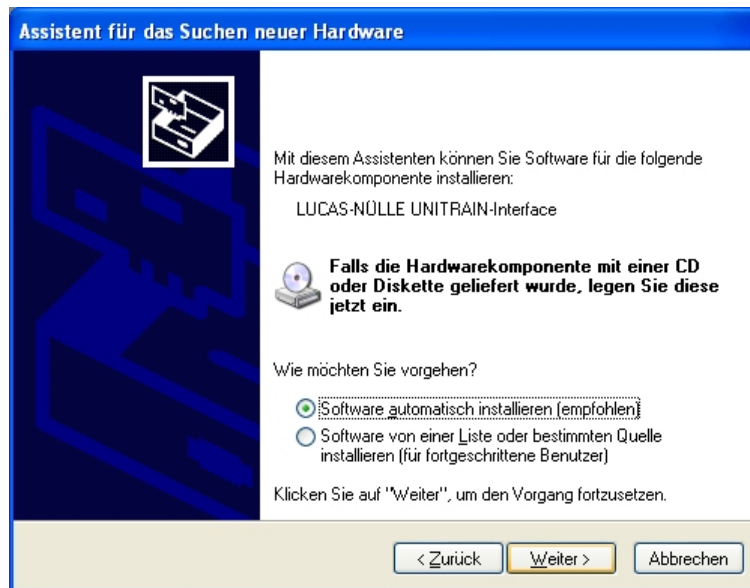 Assistent für das Suchen neuer Hardware
Mit diesem Assistenten können Sie Software für die folgende
Hardwarekomponente installieren:
LUCAS-NÜLLE UNITRAIN-Interface
Falls die Hardwarekomponente mit einer CD
oder Diskette geliefert wurde, legen Sie diese
jetzt ein.
Wie möchten Sie vorgehen?
Software automatisch installieren (empfohlen)
Software von einer Liste oder bestimmten Quelle
installieren (für fortgeschrittene Benutzer)
Klicken Sie auf "Weiter", um den Vorgang fortzusetzen.
< Zurück Weiter > Abbrechen